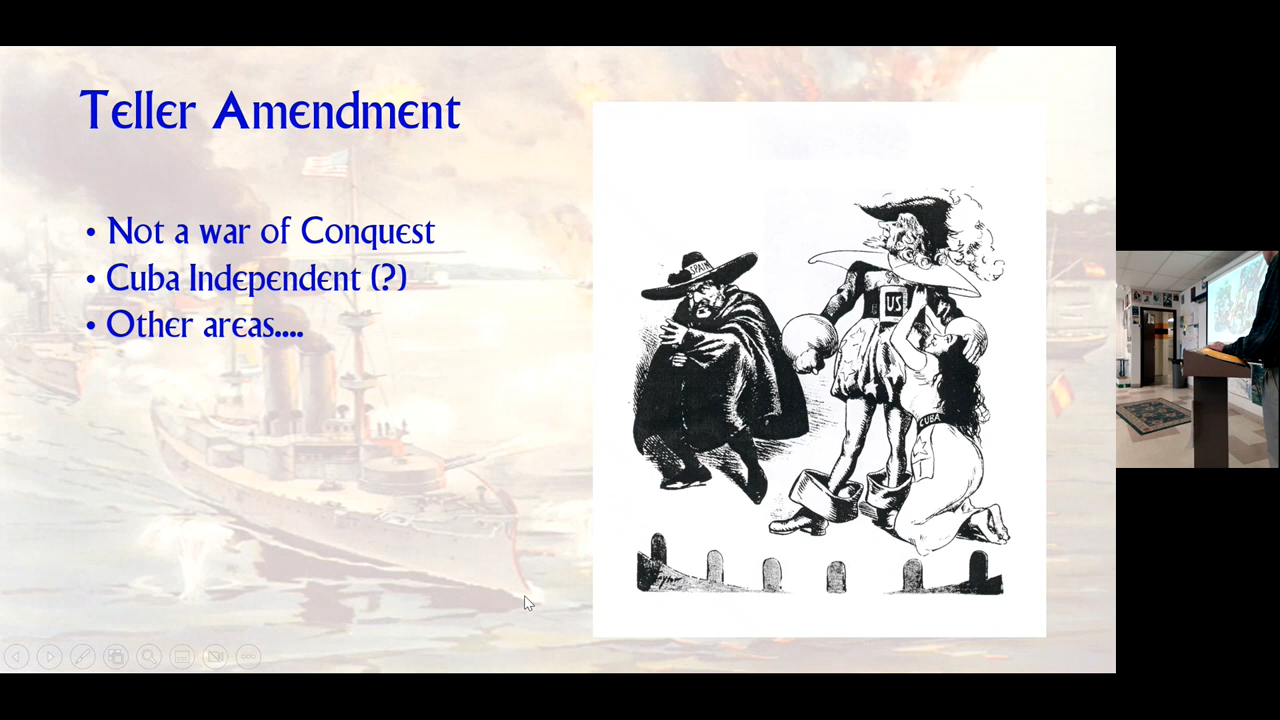 Teller Amendment
• Not a war of Conquest
• Cuba Independent (?)
• Other areas....
SPAIN
US
CUBA